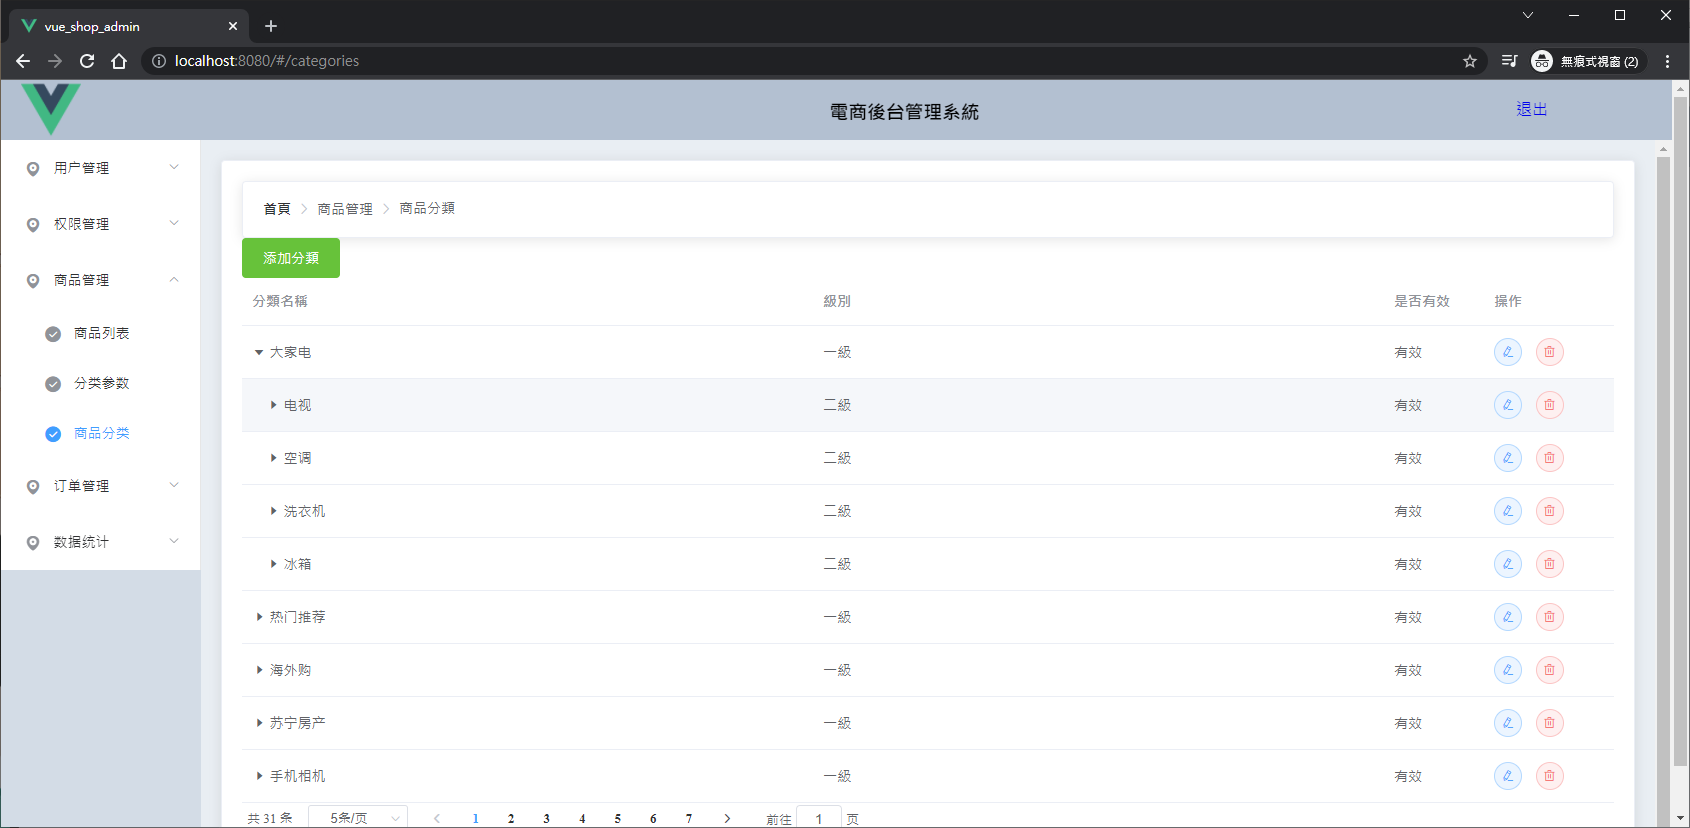 vue_shop_admin
localhost:8080/#/categories
無痕式視窗 (2)
電商後台管理系統
退出
用户管理
权限管理
商品管理
商品列表
分类参数
商品分类
订单管理
数据统计
首頁 商品管理 商品分類
添加分類
分類名稱 級別 是否有效 操作
大家电 一級 有效
电视 二級 有效
空调 二級 有效
洗衣机 二級 有效
冰箱 二級 有效
热门推荐 一級 有效
海外购 一級 有效
苏宁房产 一級 有效
手机相机 一級 有效
共 31 条 5条/页 1 2 3 4 5 6 7 前往 1 页